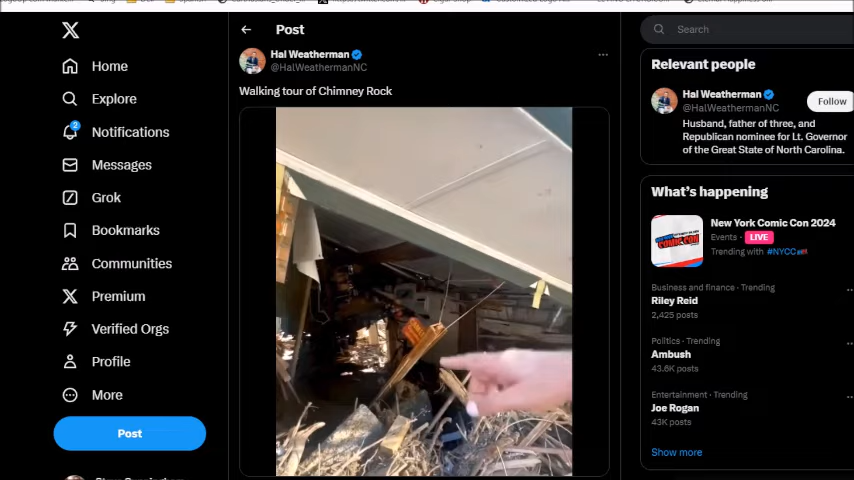 Home
Explore
2
Notifications
Messages
Grok
Bookmarks
Communities
Premium
Verified Orgs
Profile
More
Post
Post
Hal Weatherman
@HalWeathermanNC
Walking tour of Chimney Rock
Search
Relevant people
Hal Weatherman
@HalWeathermanNC
Follow
Husband, father of three, and
Republican nominee for Lt. Governor
of the Great State of North Carolina.
What's happening
New York Comic Con 2024
Events · LIVE
Trending with #NYCC
Business and finance · Trending
Riley Reid
2,425 posts
Politics · Trending
Ambush
43.6K posts
Entertainment · Trending
Joe Rogan
43K posts
Show more